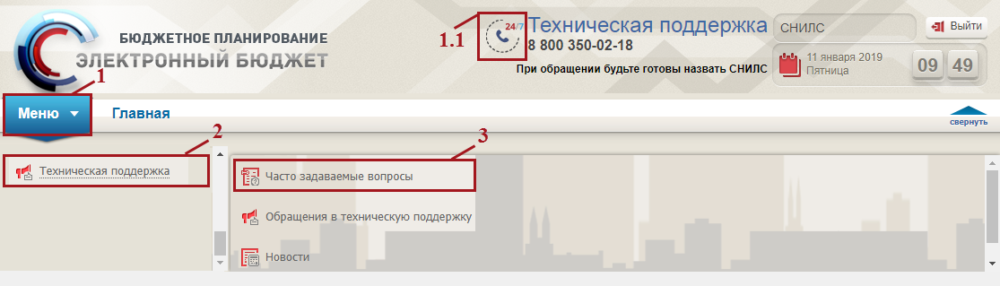 1.1
24/7
Техническая поддержка
8 800 350-02-18
При обращении будьте готовы назвать СНИЛС
СНИЛС
Выйти
11 января 2019
Пятница
09 49
БЮДЖЕТНОЕ ПЛАНИРОВАНИЕ
ЭЛЕКТРОННЫЙ БЮДЖЕТ
1
Меню
Главная
свернуть
2
3
Техническая поддержка
Часто задаваемые вопросы
Обращения в техническую поддержку
Новости